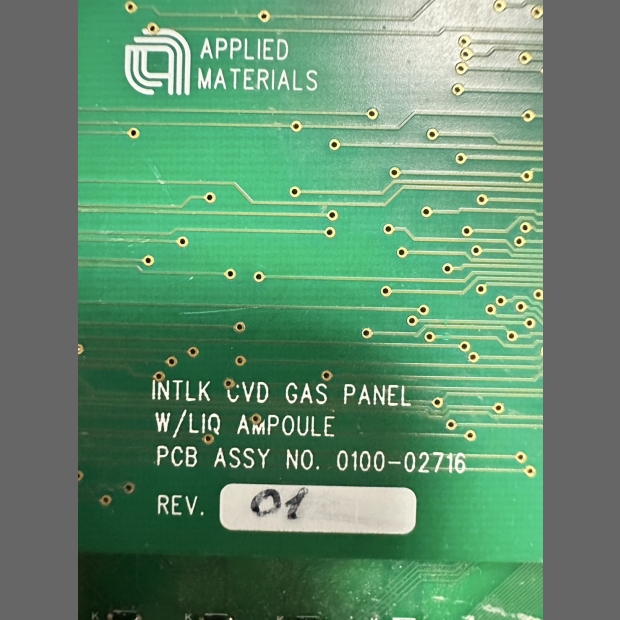 APPLIED
MATERIALS
INTLK CVD GAS PANEL
W/LIQ AMPOULE
PCB ASSY NO. 0100-02716
REV. 01
K K K K